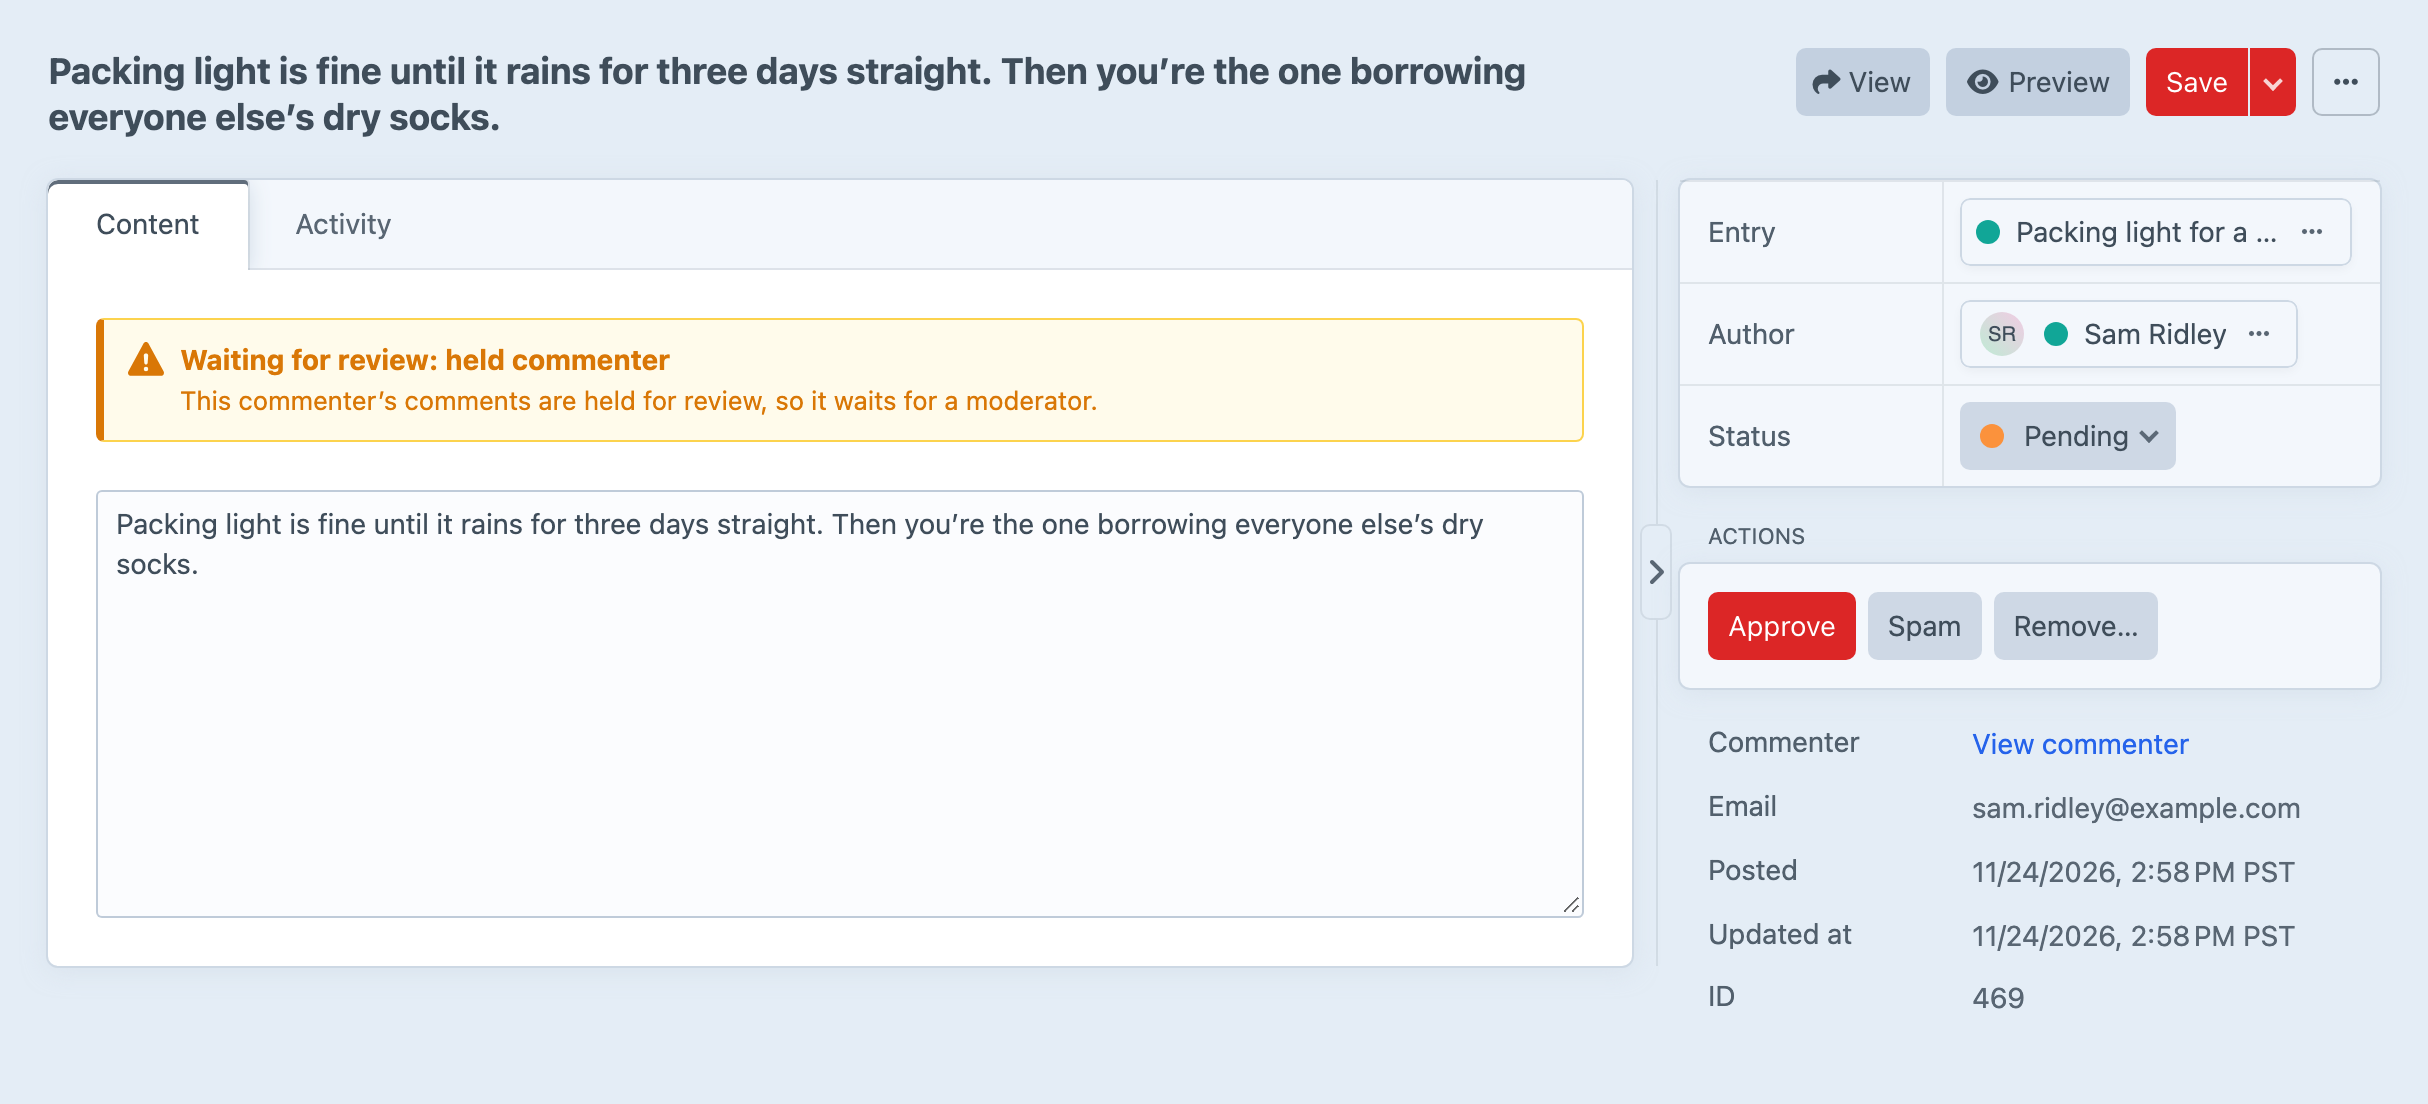 Packing light is fine until it rains for three days straight. Then you’re the one borrowing
everyone else’s dry socks.
View
Preview
Save
Content
Activity
Waiting for review: held commenter
This commenter’s comments are held for review, so it waits for a moderator.
Packing light is fine until it rains for three days straight. Then you’re the one borrowing everyone else’s dry
socks.
Entry
Packing light for a ...
Author
SR
Sam Ridley
Status
Pending
ACTIONS
Approve
Spam
Remove...
Commenter
View commenter
Email
sam.ridley@example.com
Posted
11/24/2026, 2:58 PM PST
Updated at
11/24/2026, 2:58 PM PST
ID
469